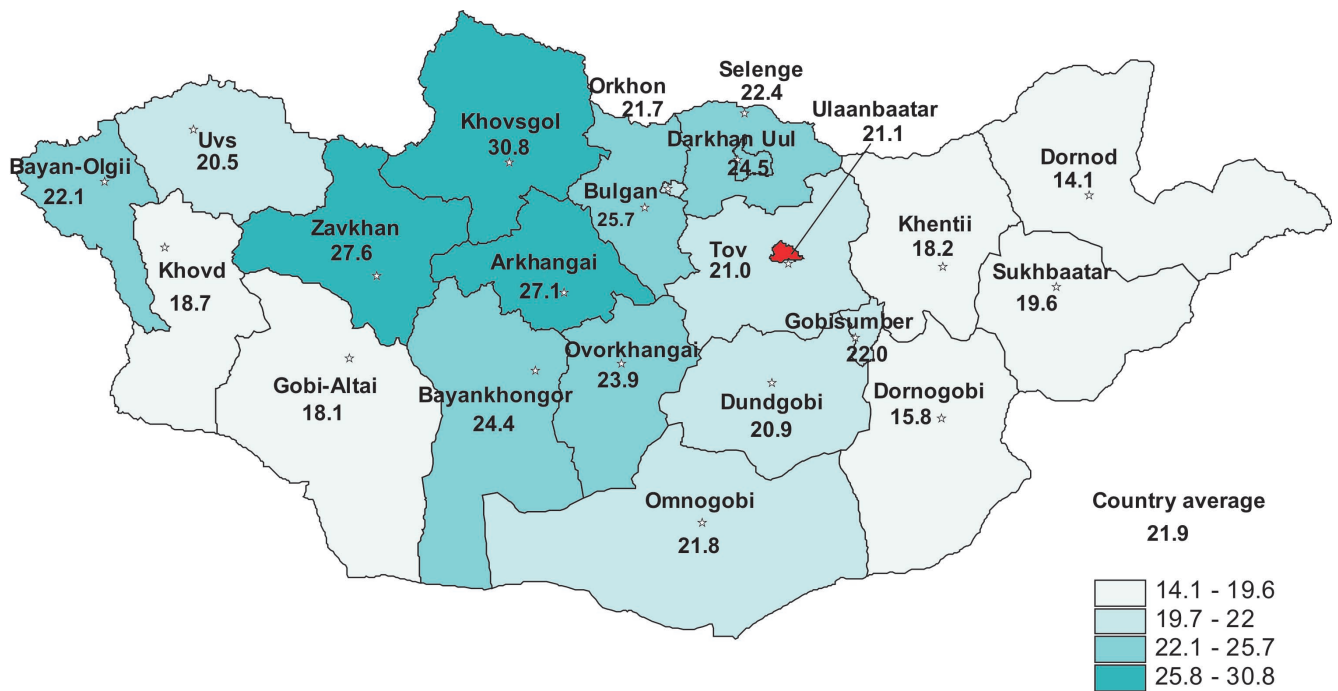 Selenge
22.4
Orkhon
21.7
Ulaanbaatar
21.1
Khovsgol
30.8
Uvs
20.5
Darkhan Uul
24.5
Bayan-Olgii
22.1
Dornod
14.1
Bulgan
25.7
Zavkhan
27.6
Khentii
18.2
Tov
21.0
Arkhangai
27.1
Khovd
18.7
Sukhbaatar
19.6
Gobisumber
22.0
Ovorkhangai
23.9
Gobi-Altai
18.1
Bayankhongor
24.4
Dundgobi
20.9
Dornogobi
15.8
Omnogobi
21.8
Country average
21.9
14.1 - 19.6
19.7 - 22
22.1 - 25.7
25.8 - 30.8